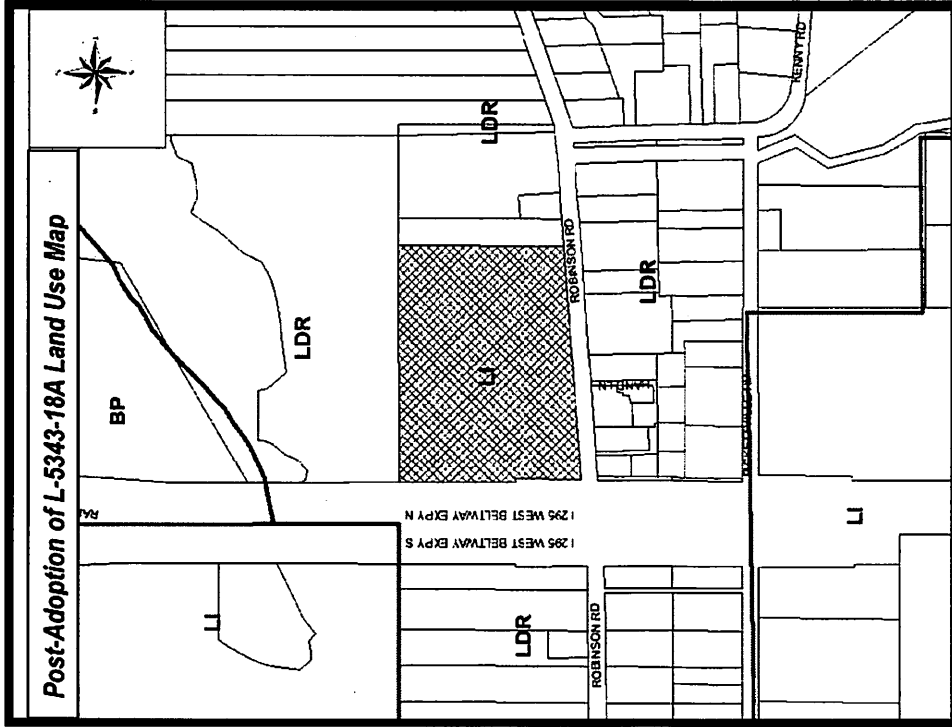 Post-Adoption of L-5343-18A Land Use Map
BP
LDR
LDR
LI
LI
ROBINSON RD
LDR
KENNY RD
I 295 WEST BELTWAY EXPY N
I 295 WEST BELTWAY EXPY S
LDR
ROBINSON RD
LI